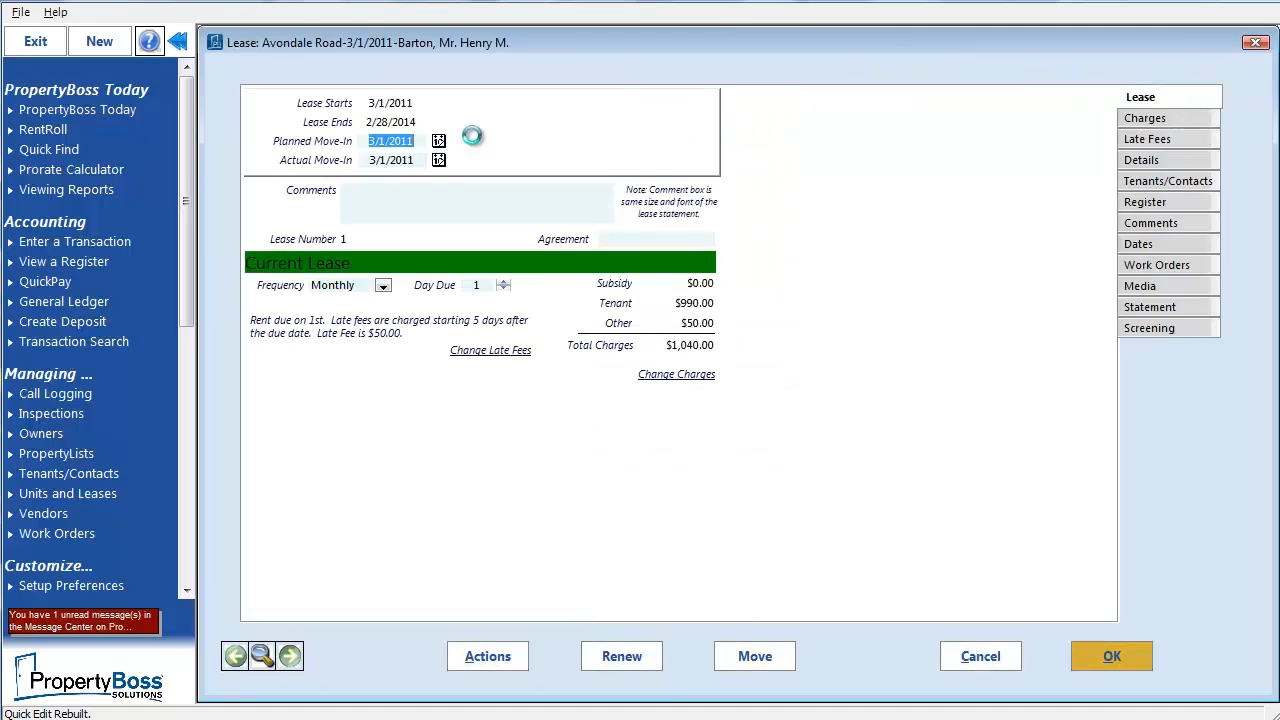 File Help
Exit New
Lease: Avondale Road-3/1/2011-Barton, Mr. Henry M.
PropertyBoss Today
PropertyBoss Today
RentRoll
Quick Find
Prorate Calculator
Viewing Reports
Accounting
Enter a Transaction
View a Register
QuickPay
General Ledger
Create Deposit
Transaction Search
Managing ...
Call Logging
Inspections
Owners
PropertyLists
Tenants/Contacts
Units and Leases
Vendors
Work Orders
Customize...
Setup Preferences
You have 1 unread message(s) in
the Message Center on Pro...
PropertyBoss
SOLUTIONS
Quick Edit Rebuilt.
Lease Starts 3/1/2011
Lease Ends 2/28/2014
Planned Move-In 3/1/2011
Actual Move-In 3/1/2011
Comments
Note: Comment box is
same size and font of the
lease statement.
Lease Number 1 Agreement
Current Lease
Frequency Monthly Day Due 1
Rent due on 1st. Late fees are charged starting 5 days after
the due date. Late Fee is $50.00.
Change Late Fees
Subsidy $0.00
Tenant $990.00
Other $50.00
Total Charges $1,040.00
Change Charges
Lease
Charges
Late Fees
Details
Tenants/Contacts
Register
Comments
Dates
Work Orders
Media
Statement
Screening
Actions Renew Move Cancel OK